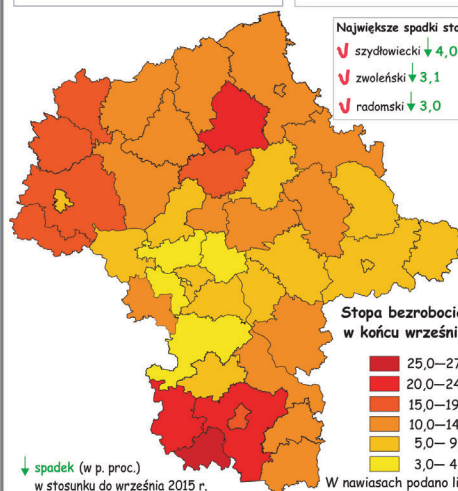 Największe spadki sto
szydłowiecki 4,0
zwoleński 3,1
radomski 3,0
Stopa bezroboci
w końcu wrześni
25,0—27
20,0—24
15,0—19
10,0—14
5,0— 9
3,0— 4
spadek (w p. proc.)
w stosunku do września 2015 r.
W nawiasach podano li